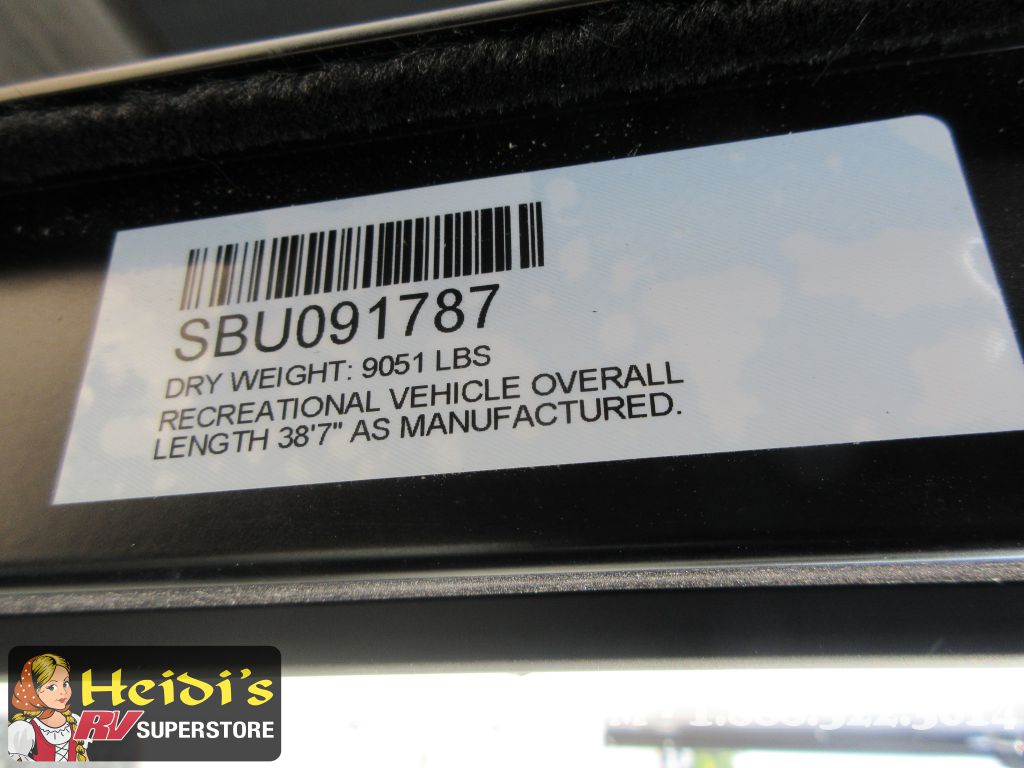 SBU091787
DRY WEIGHT: 9051 LBS
RECREATIONAL VEHICLE OVERALL
LENGTH 38'7" AS MANUFACTURED.
Heidi's
RV SUPERSTORE